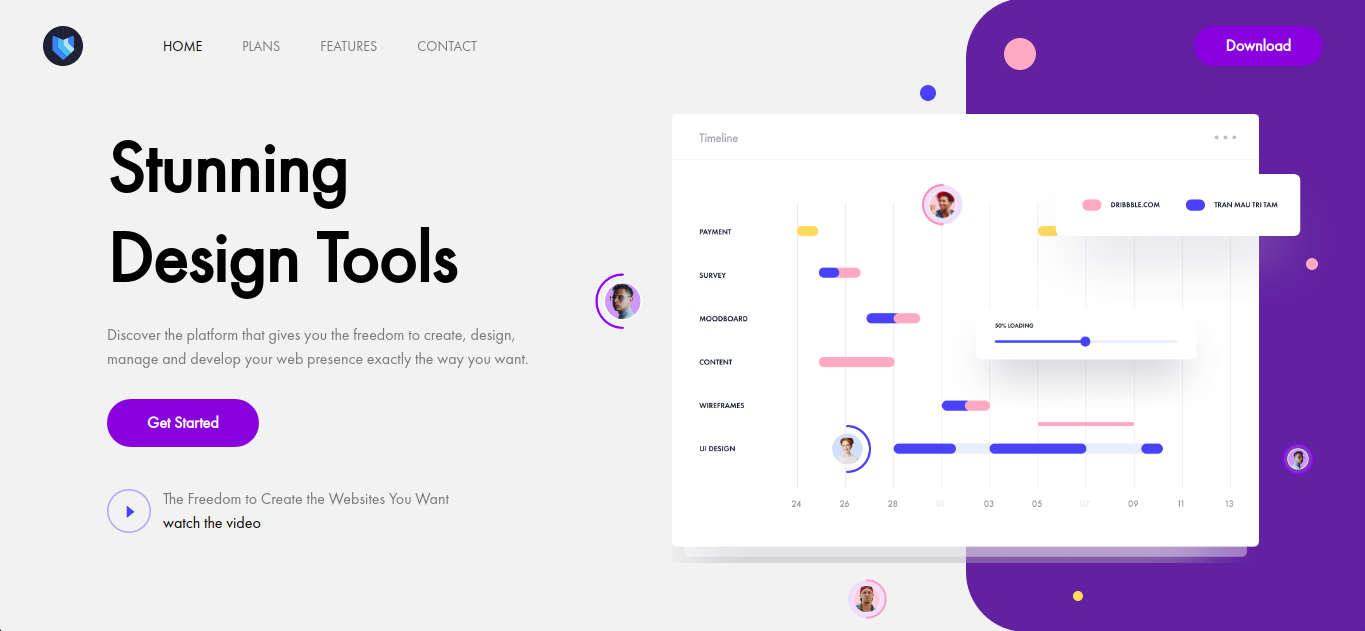 HOME PLANS FEATURES CONTACT
Download
Stunning
Design Tools
Discover the platform that gives you the freedom to create, design,
manage and develop your web presence exactly the way you want.
Get Started
The Freedom to Create the Websites You Want
watch the video
Timeline
DRIBBBLE.COM TRAN MAU TRI TAM
PAYMENT
SURVEY
MOODBOARD
50% LOADING
CONTENT
WIREFRAMES
UI DESIGN
24 26 28 01 03 05 07 09 11 13